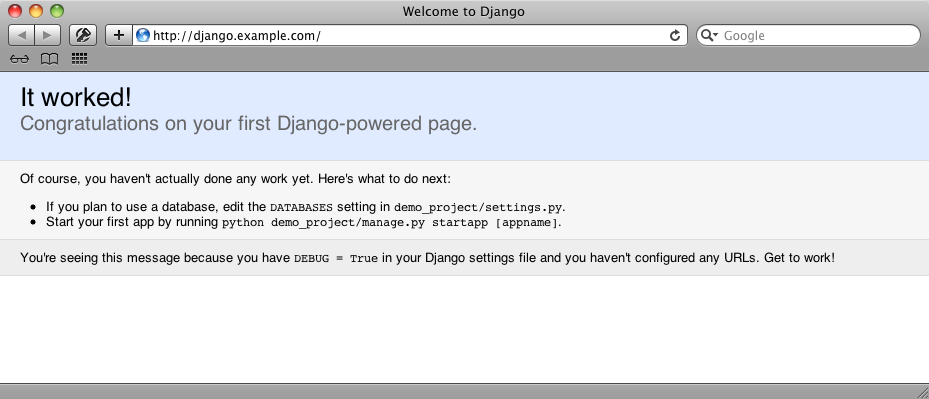 Welcome to Django
http://django.example.com/
Google
It worked!
Congratulations on your first Django-powered page.
Of course, you haven't actually done any work yet. Here's what to do next:
If you plan to use a database, edit the DATABASES setting in demo_project/settings.py.
Start your first app by running python demo_project/manage.py startapp [appname].
You're seeing this message because you have DEBUG = True in your Django settings file and you haven't configured any URLs. Get to work!